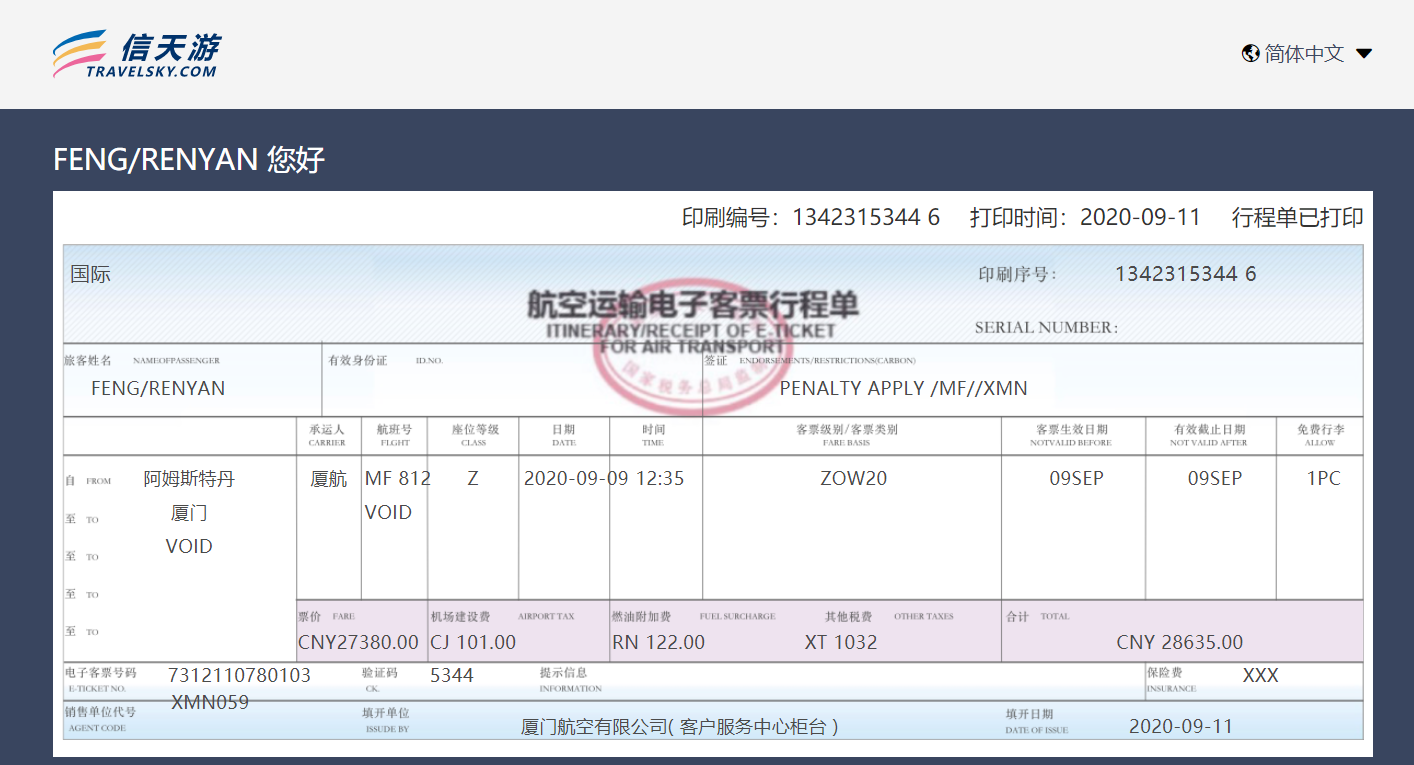 信天游
TRAVELSKY.COM
简体中文
FENG/RENYAN 您好
印刷编号：1342315344 6 打印时间：2020-09-11 行程单已打印
国际 印刷序号： 1342315344 6
航空运输电子客票行程单
ITINERARY/RECEIPT OF E-TICKET
FOR AIR TRANSPORT
SERIAL NUMBER:
国家税务总局监制
旅客姓名 NAMEOFPASSENGER 有效身份证 ID.NO. 签证 ENDORSEMENTS/RESTRICTIONS(CARBON)
FENG/RENYAN PENALTY APPLY /MF//XMN
承运人 航班号 座位等级 日期 时间 客票级别/客票类别 客票生效日期 有效截止日期 免费行李
CARRIER FLGHT CLASS DATE TIME FARE BASIS NOTVALID BEFORE NOT VALID AFTER ALLOW
自 FROM 阿姆斯特丹 厦航 MF 812 Z 2020-09-09 12:35 ZOW20 09SEP 09SEP 1PC
至 TO 厦门 VOID
至 TO VOID
至 TO
至 TO
票价 FARE 机场建设费 AIRPORT TAX 燃油附加费 FUEL SURCHARGE 其他税费 OTHER TAXES 合计 TOTAL
CNY27380.00 CJ 101.00 RN 122.00 XT 1032 CNY 28635.00
电子客票号码 7312110780103 验证码 5344 提示信息 保险费 XXX
E-TICKET NO. CK. INFORMATION INSURANCE
销售单位代号 XMN059 填开单位 厦门航空有限公司( 客户服务中心柜台 ) 填开日期 2020-09-11
AGENT CODE ISSUDE BY DATE OF ISSUE